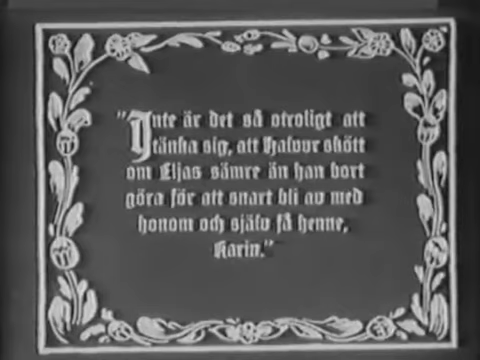 "Inte är det så otroligt att
tänka sig, att Halvor skött
om Eljas sämre än han bort
göra för att snart bli av med
honom och själv få henne,
Karin."